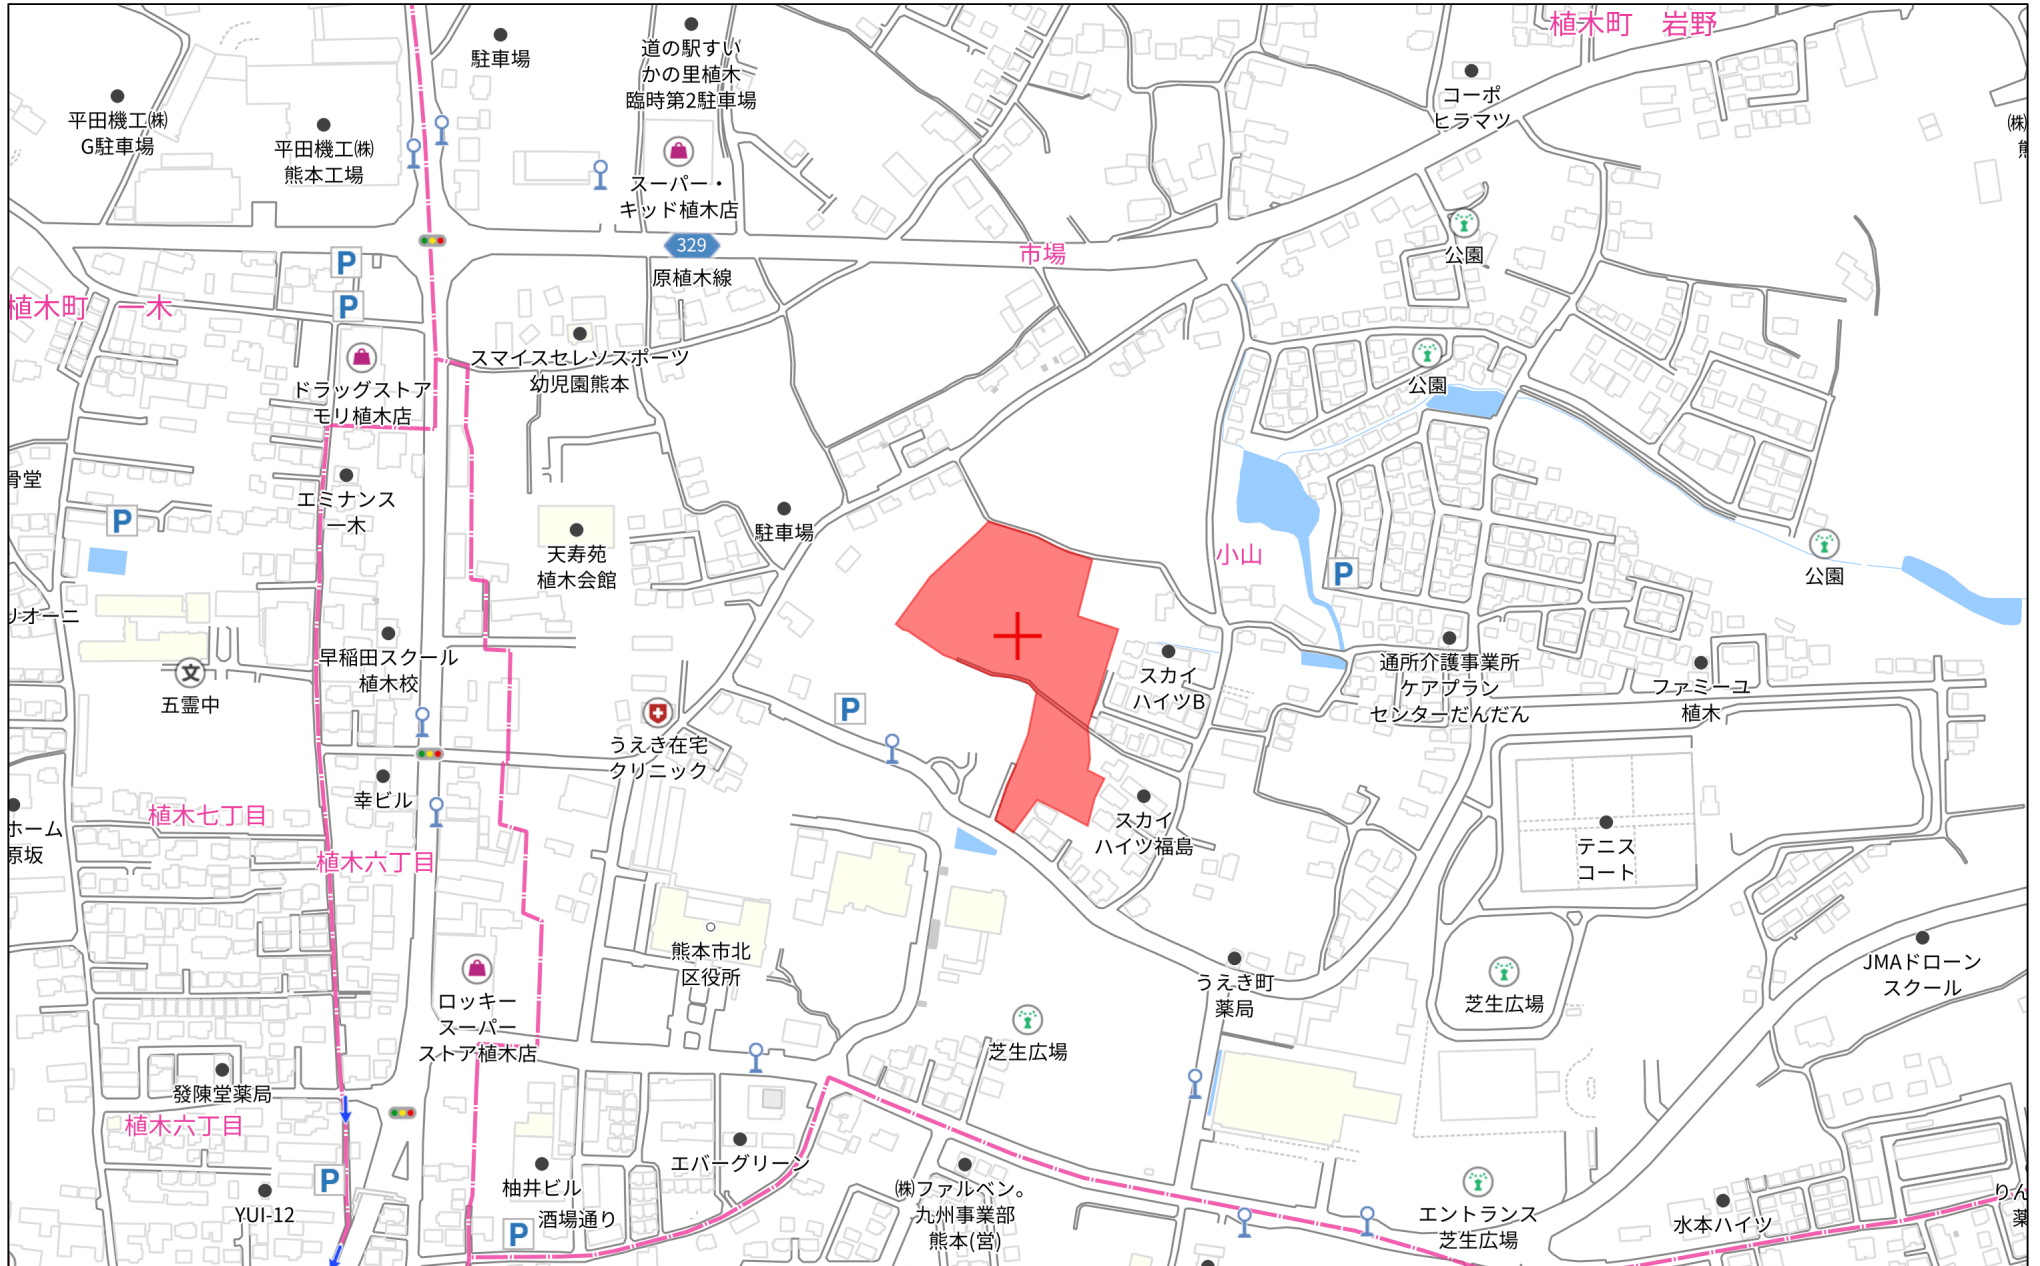 植木町 岩野
駐車場
道の駅すい
かの里植木
臨時第2駐車場
コーポ
ヒラマツ
平田機工㈱
G駐車場
平田機工㈱
熊本工場
㈱
スーパー・
キッド植木店
329
原植木線
市場
公園
P
P
植木町 一木
スマイスセレソスポーツ
幼児園熊本
ドラッグストア
モリ植木店
公園
骨堂
エミナンス
一木
P
駐車場
天寿苑
植木会館
小山
P
公園
リオーニ
早稲田スクール
植木校
文
五霊中
スカイ
ハイツB
通所介護事業所
ケアプラン
センターだんだん
ファミーユ
植木
P
うえき在宅
クリニック
幸ビル
植木七丁目
ホーム
原坂
植木六丁目
スカイ
ハイツ福島
テニス
コート
熊本市北
区役所
うえき町
薬局
JMAドローン
スクール
芝生広場
ロッキー
スーパー
ストア植木店
芝生広場
發陳堂薬局
植木六丁目
エバーグリーン
P
YUI-12
柚井ビル
酒場通り
P
㈱ファルベン。
九州事業部
熊本(営)
エントランス
芝生広場
水本ハイツ
りん
薬